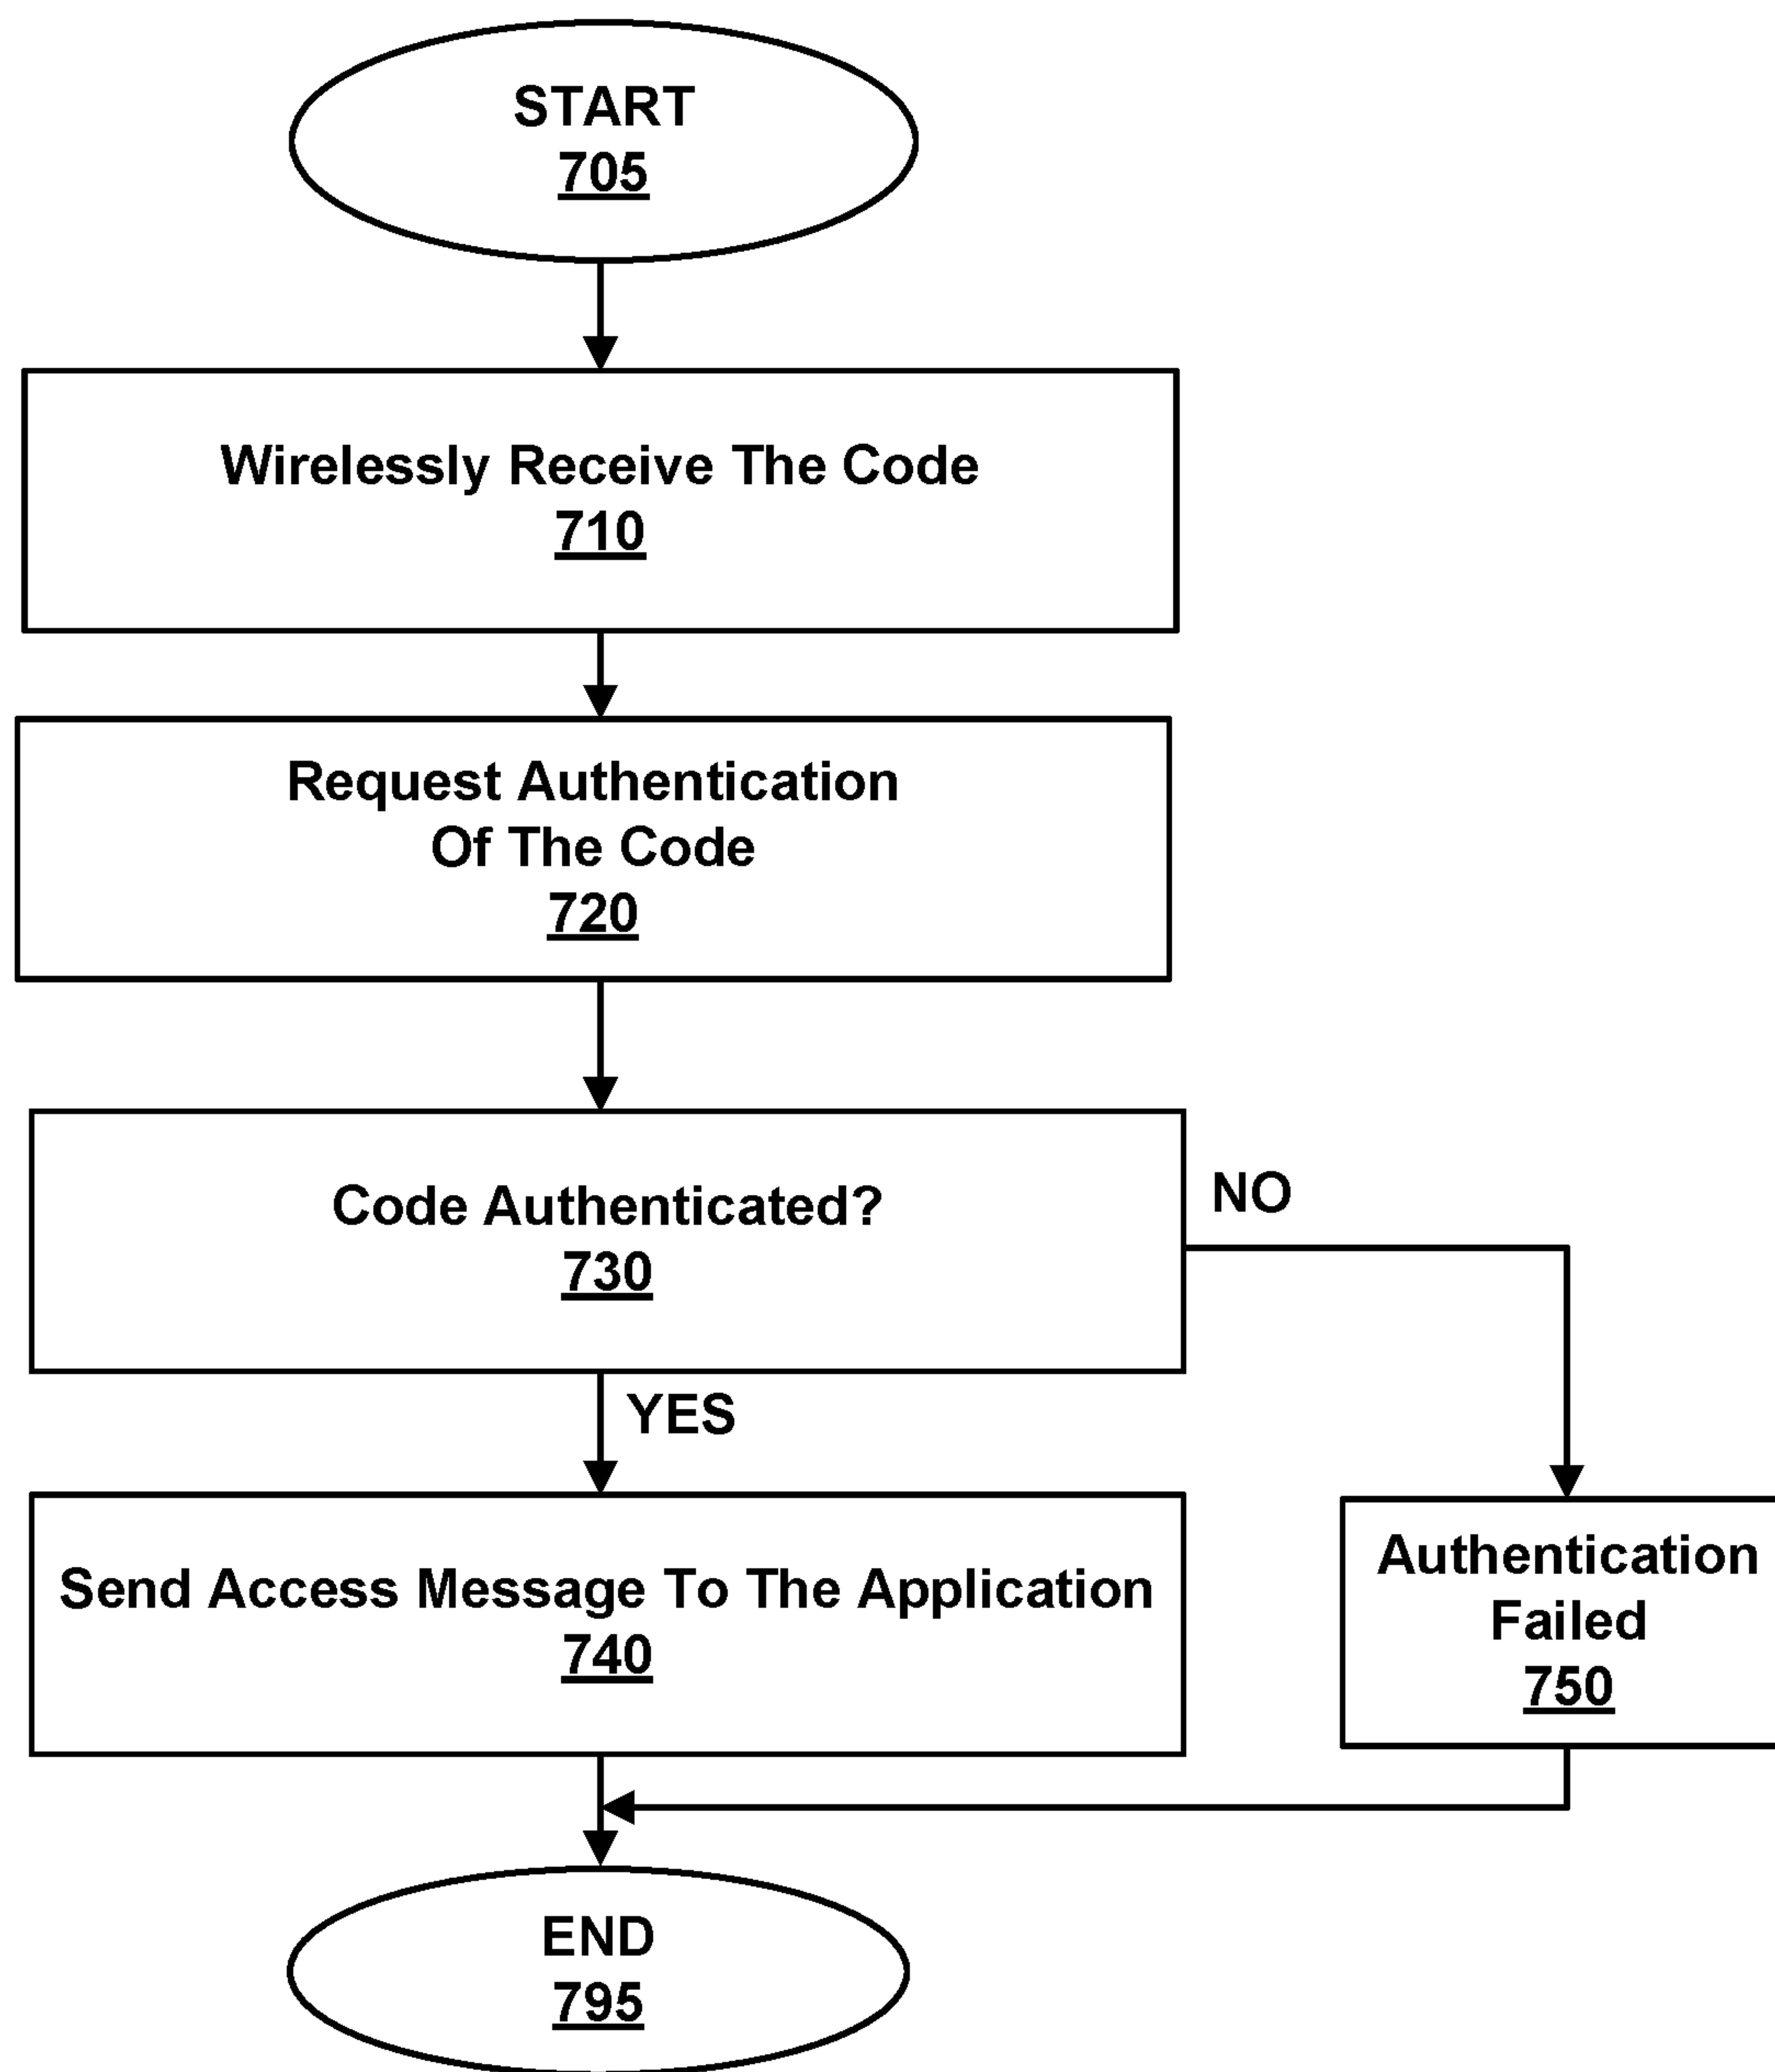 START
705
Wirelessly Receive The Code
710
Request Authentication
Of The Code
720
Code Authenticated?
730
NO
YES
Send Access Message To The Application
740
Authentication
Failed
750
END
795